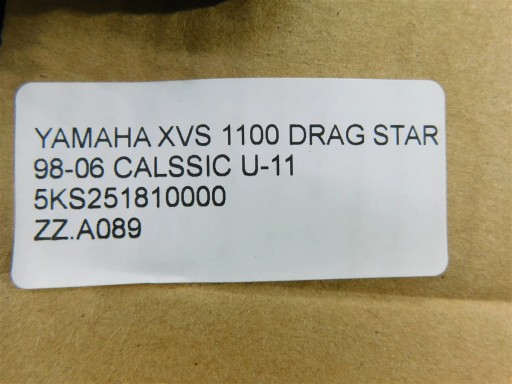 YAMAHA XVS 1100 DRAG STAR
98-06 CALSSIC U-11
5KS251810000
ZZ.A089